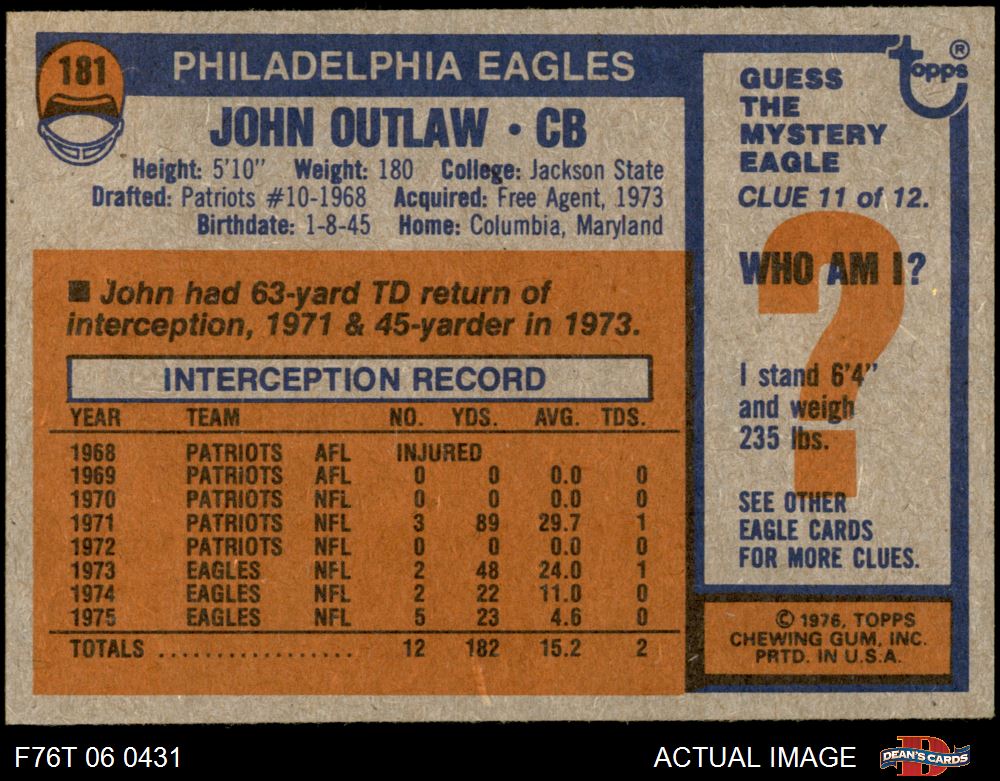 181
PHILADELPHIA EAGLES
JOHN OUTLAW • CB
Height: 5'10" Weight: 180 College: Jackson State
Drafted: Patriots #10-1968 Acquired: Free Agent, 1973
Birthdate: 1-8-45 Home: Columbia, Maryland
■ John had 63-yard TD return of
interception, 1971 & 45-yarder in 1973.
INTERCEPTION RECORD
YEAR TEAM NO. YDS. AVG. TDS.
1968 PATRIOTS AFL INJURED
1969 PATRIOTS AFL 0 0 0.0 0
1970 PATRIOTS NFL 0 0 0.0 0
1971 PATRIOTS NFL 3 89 29.7 1
1972 PATRIOTS NFL 0 0 0.0 0
1973 EAGLES NFL 2 48 24.0 1
1974 EAGLES NFL 2 22 11.0 0
1975 EAGLES NFL 5 23 4.6 0
TOTALS .................. 12 182 15.2 2
Topps ®
GUESS
THE
MYSTERY
EAGLE
CLUE 11 of 12.
WHO AM I?
?
I stand 6'4"
and weigh
235 lbs.
SEE OTHER
EAGLE CARDS
FOR MORE CLUES.
© 1976, TOPPS
CHEWING GUM, INC.
PRTD. IN U.S.A.
F76T 06 0431
ACTUAL IMAGE
D
DEAN'S CARDS